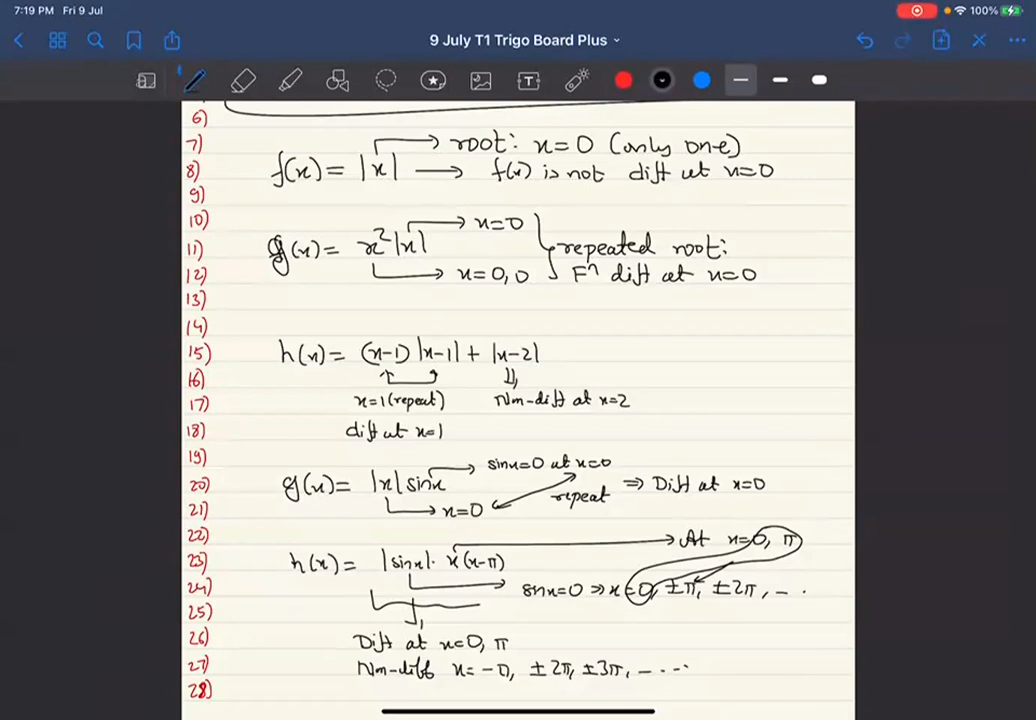 7:19 PM Fri 9 Jul 100%
9 July T1 Trigo Board Plus
6)
7) root: x=0 (only one)
8) f(x) = |x| → f(x) is not diff at x=0
9)
10) → x=0
11) g(x) = x²|x| repeated root:
12) → x=0, 0 Fⁿ diff at x=0
13)
14)
15) h(x) = (x-1) |x-1| + |x-2|
16)
17) x=1 (repeat) Non-diff at x=2
18) diff at x=1
19) → sinx=0 at x=0
20) g(x) = |x| sinx repeat ⇒ Diff at x=0
21) → x=0
22) → At x=0, π
23) h(x) = |sinx|· x(x-π)
24) → sinx=0 ⇒ x=0, ±π, ±2π, - - .
25)
26) Diff at x=0, π
27) Non-diff x= -π, ±2π, ±3π, - - - -
28)